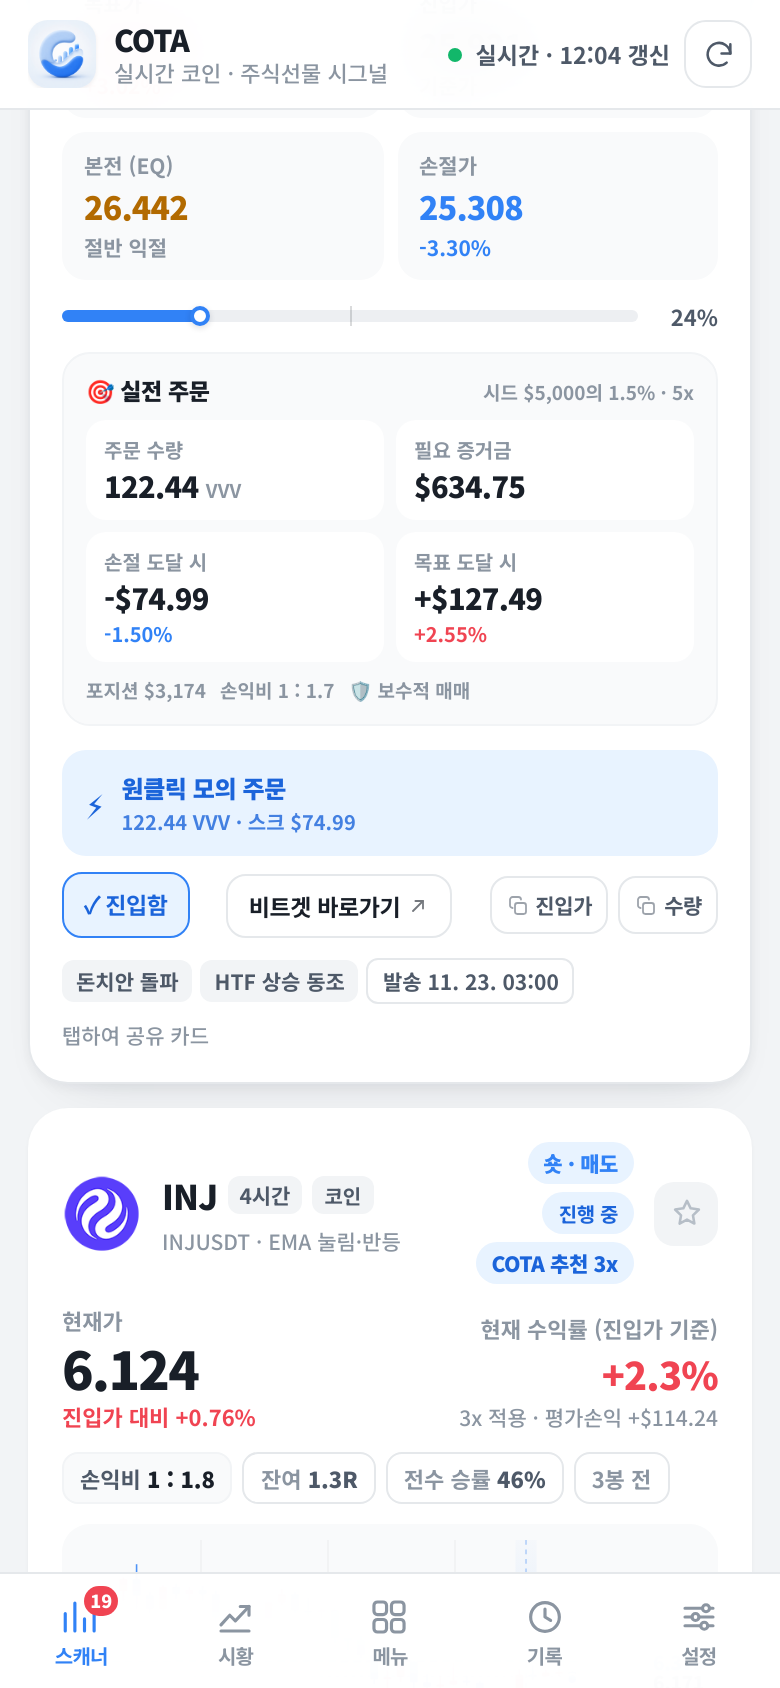 COTA
실시간 코인 · 주식선물 시그널
실시간 · 12:04 갱신
본전 (EQ)
26.442
절반 익절
손절가
25.308
-3.30%
24%
🎯 실전 주문
시드 $5,000의 1.5% · 5x
주문 수량
122.44 VVV
필요 증거금
$634.75
손절 도달 시
-$74.99
-1.50%
목표 도달 시
+$127.49
+2.55%
포지션 $3,174 손익비 1 : 1.7 🛡️ 보수적 매매
⚡ 원클릭 모의 주문
122.44 VVV · 스크 $74.99
✓ 진입함
비트겟 바로가기 ↗
진입가
수량
돈치안 돌파
HTF 상승 동조
발송 11. 23. 03:00
탭하여 공유 카드
INJ 4시간 코인
INJUSDT · EMA 눌림·반등
숏 · 매도
진행 중
COTA 추천 3x
현재가
6.124
진입가 대비 +0.76%
현재 수익률 (진입가 기준)
+2.3%
3x 적용 · 평가손익 +$114.24
손익비 1 : 1.8
잔여 1.3R
전수 승률 46%
3봉 전
19
스캐너
시황
메뉴
기록
설정